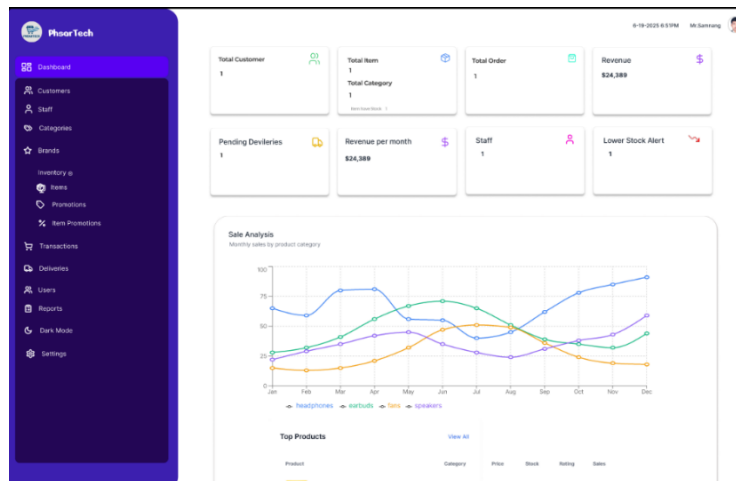 PhsarTech
6-19-2025 6:51PM Mr.Samnang
Dashboard
Customers
Staff
Categories
Brands
Inventory
Items
Promotions
Item Promotions
Transactions
Deliveries
Users
Reports
Dark Mode
Settings
Total Customer
1
Total Item
1
Total Category
1
Total Order
1
Revenue
$24,389
Pending Devileries
1
Revenue per month
$24,389
Staff
1
Lower Stock Alert
1
Sale Analysis
Monthly sales by product category
100
75
50
25
0
Jan Feb Mar Apr May Jun Jul Aug Sep Oct Nov Dec
headphones earbuds fans speakers
Top Products View All
Product Category Price Stock Rating Sales